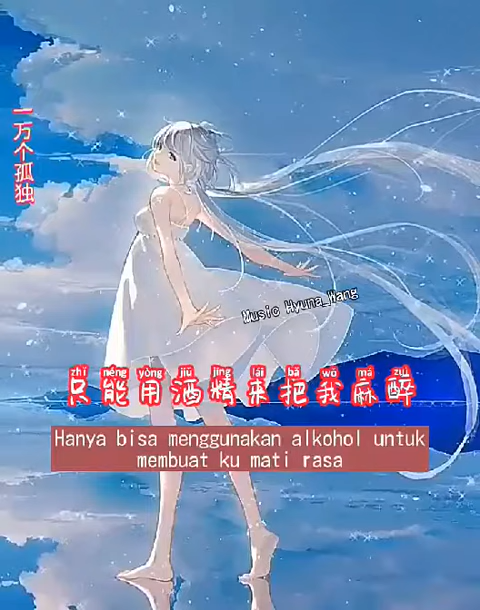 一万个孤独
Music Hyuna_Wang
zhǐ néng yòng jiǔ jīng lái bǎ wǒ má zuì
只能用酒精来把我麻醉
Hanya bisa menggunakan alkohol untuk
membuat ku mati rasa